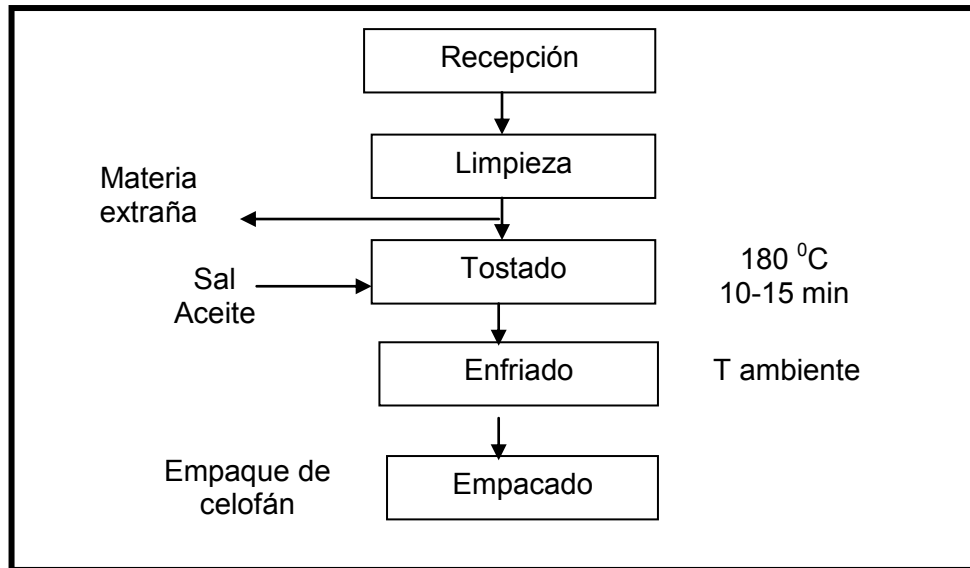 Recepción
Limpieza
Materia
extraña
Tostado
180 ⁰C
10-15 min
Sal
Aceite
Enfriado
T ambiente
Empaque de
celofán
Empacado